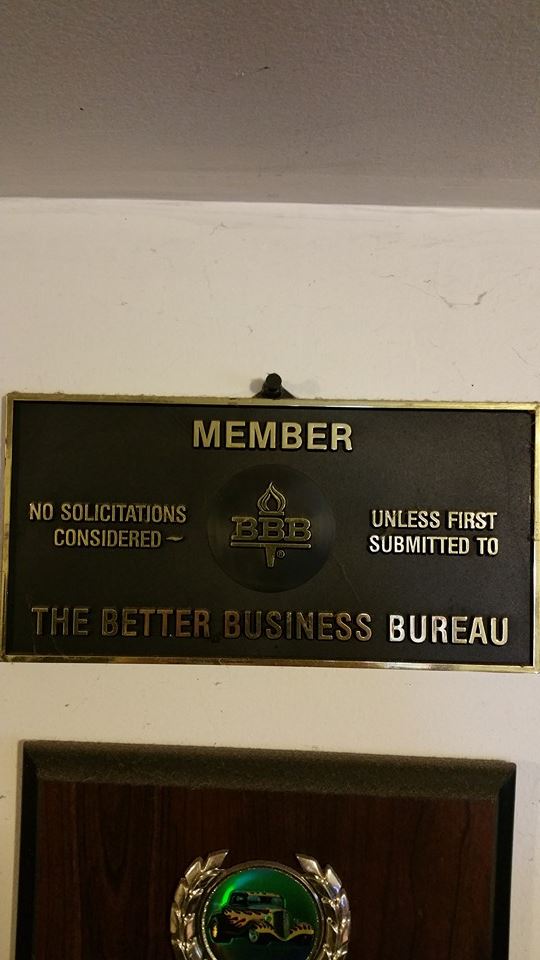 MEMBER
NO SOLICITATIONS
CONSIDERED ~
BBB
®
UNLESS FIRST
SUBMITTED TO
THE BETTER BUSINESS BUREAU